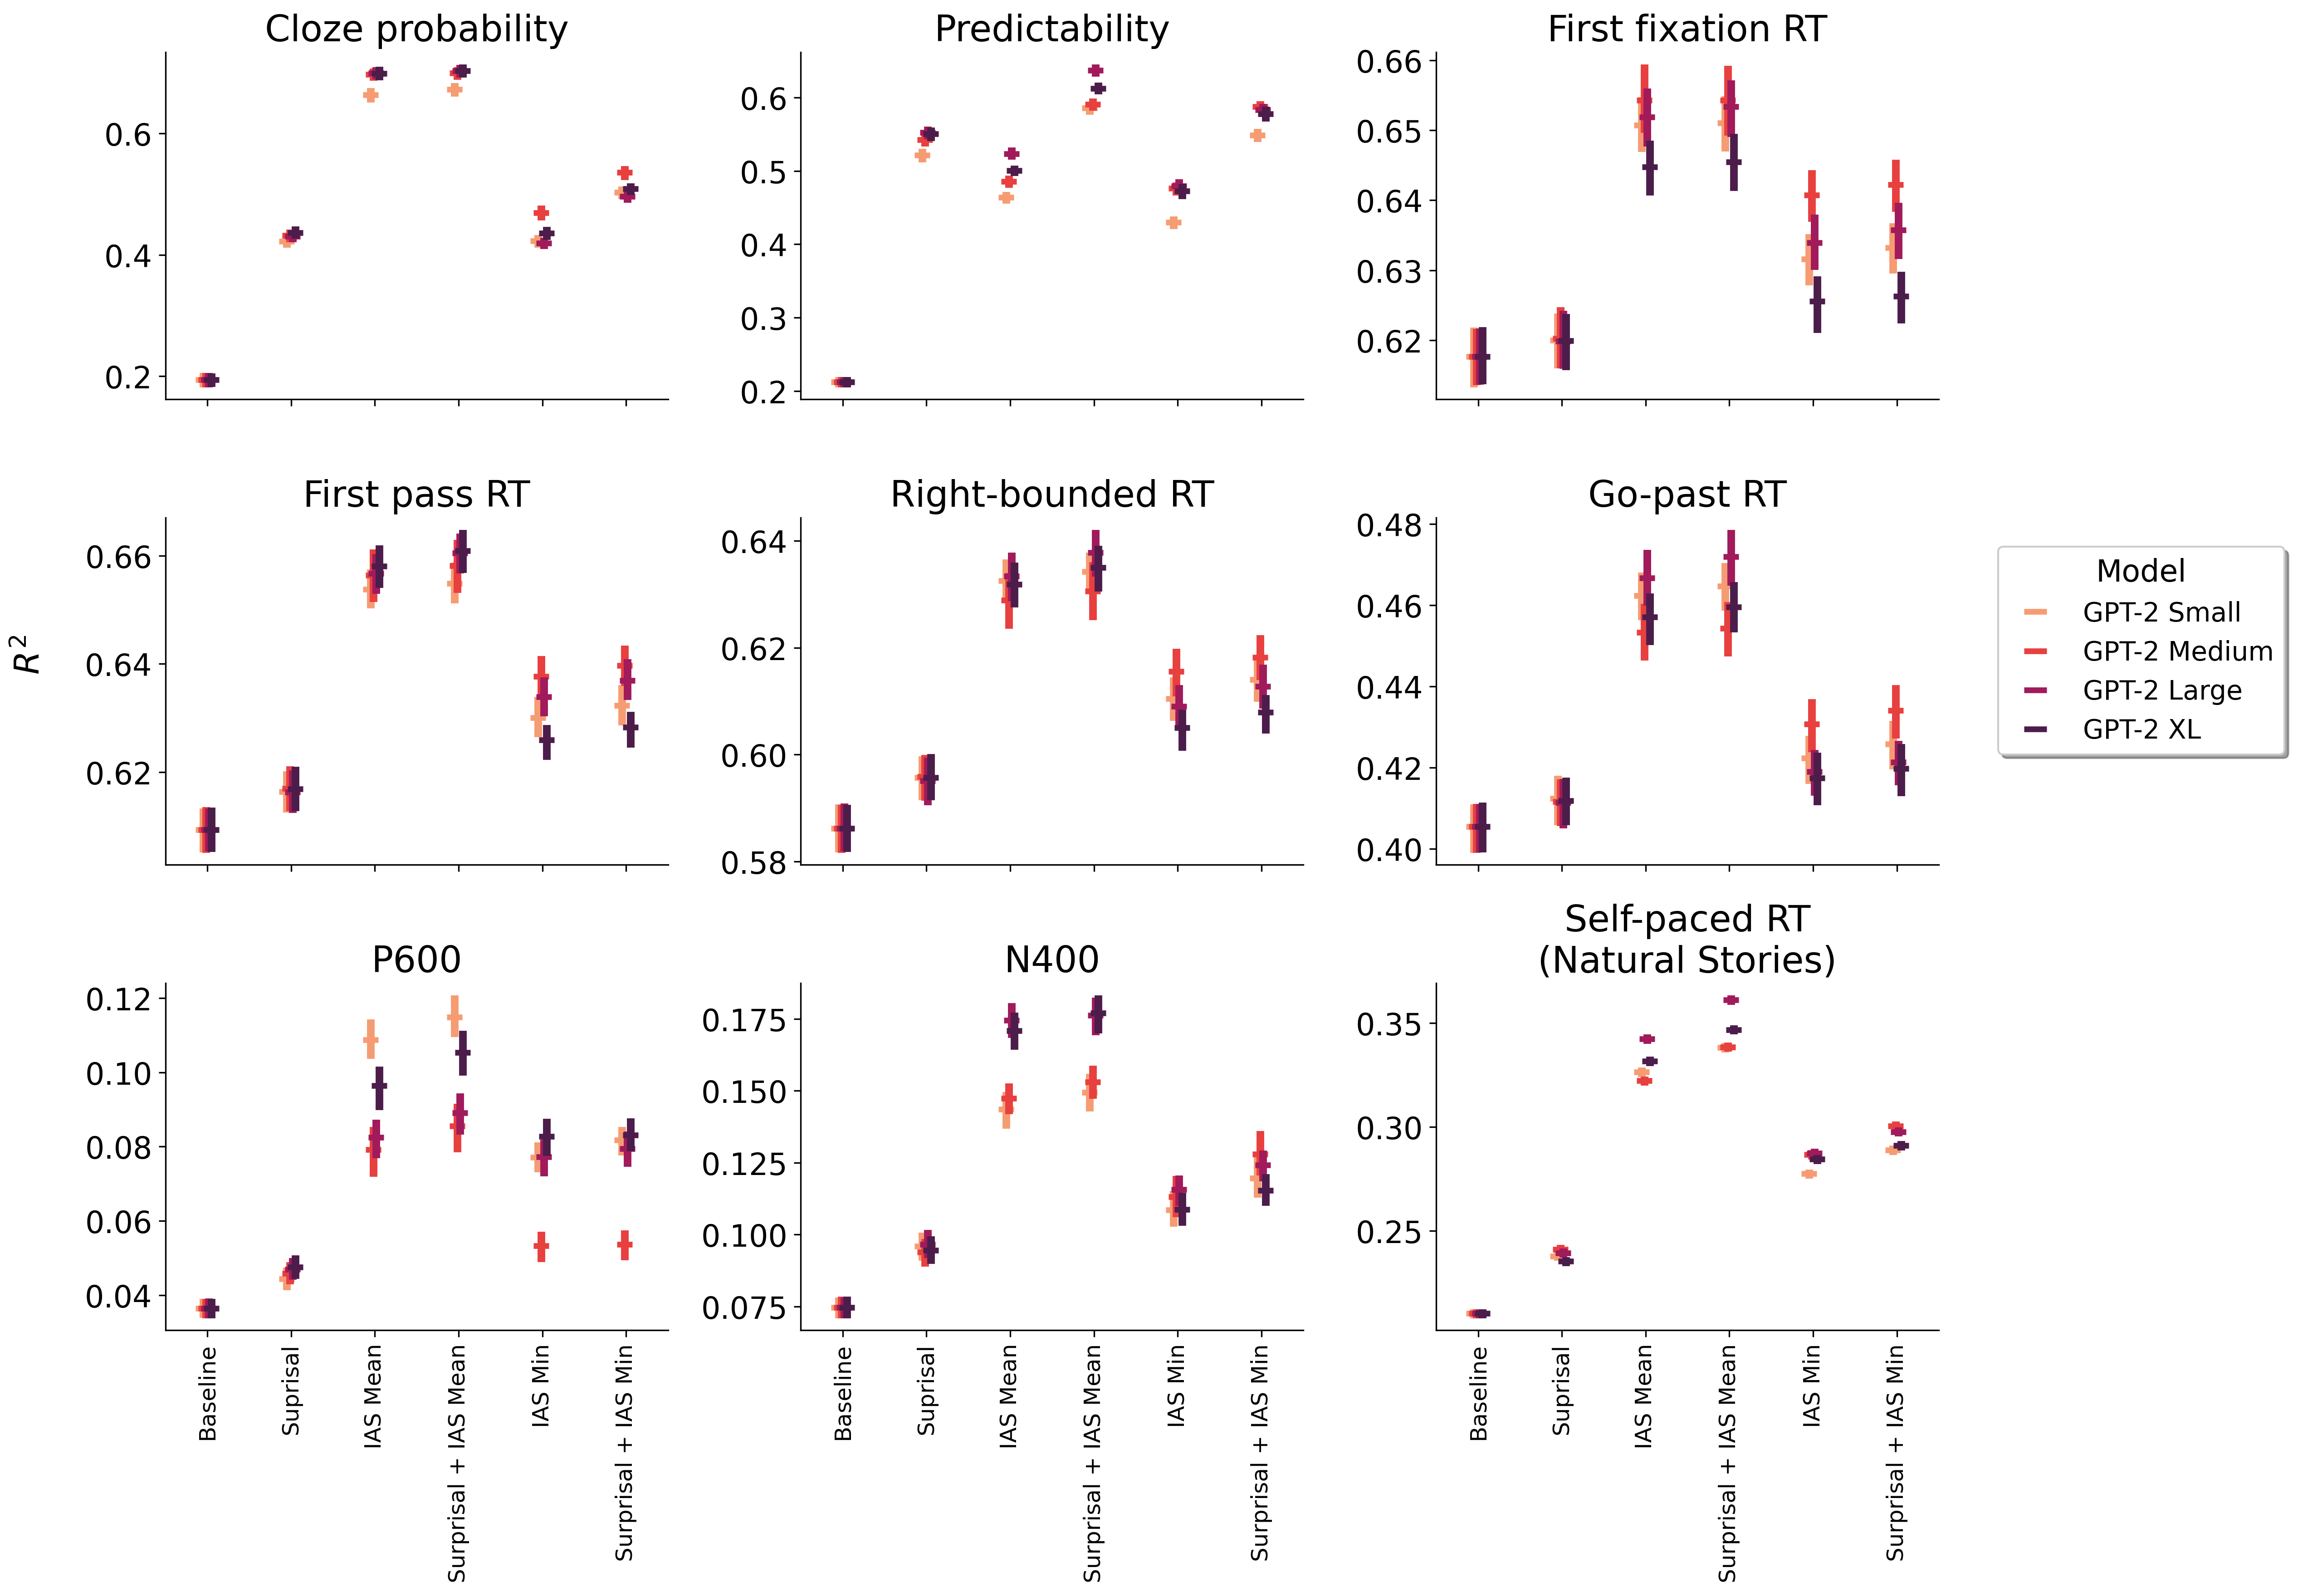 Cloze probability
0.6
0.4
0.2
Predictability
0.6
0.5
0.4
0.3
0.2
First fixation RT
0.66
0.65
0.64
0.63
0.62
R²
First pass RT
0.66
0.64
0.62
Right-bounded RT
0.64
0.62
0.60
0.58
Go-past RT
0.48
0.46
0.44
0.42
0.40
Model
GPT-2 Small
GPT-2 Medium
GPT-2 Large
GPT-2 XL
P600
0.12
0.10
0.08
0.06
0.04
Baseline
Suprisal
IAS Mean
Surprisal + IAS Mean
IAS Min
Surprisal + IAS Min
N400
0.175
0.150
0.125
0.100
0.075
Baseline
Suprisal
IAS Mean
Surprisal + IAS Mean
IAS Min
Surprisal + IAS Min
Self-paced RT
(Natural Stories)
0.35
0.30
0.25
Baseline
Suprisal
IAS Mean
Surprisal + IAS Mean
IAS Min
Surprisal + IAS Min